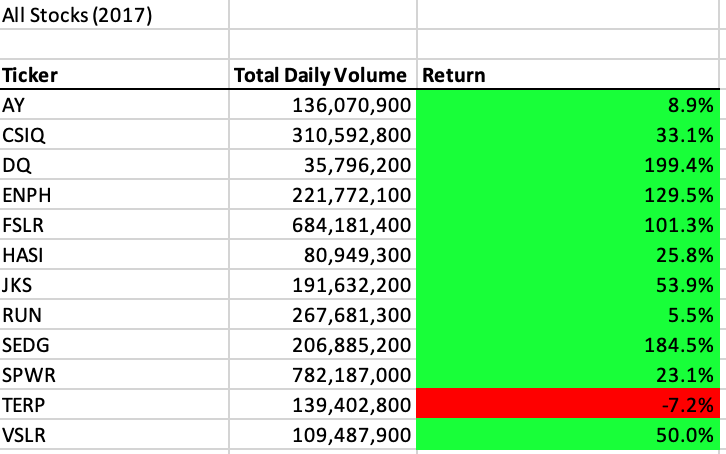 All Stocks (2017)
Ticker Total Daily Volume Return
AY 136,070,900 8.9%
CSIQ 310,592,800 33.1%
DQ 35,796,200 199.4%
ENPH 221,772,100 129.5%
FSLR 684,181,400 101.3%
HASI 80,949,300 25.8%
JKS 191,632,200 53.9%
RUN 267,681,300 5.5%
SEDG 206,885,200 184.5%
SPWR 782,187,000 23.1%
TERP 139,402,800 -7.2%
VSLR 109,487,900 50.0%